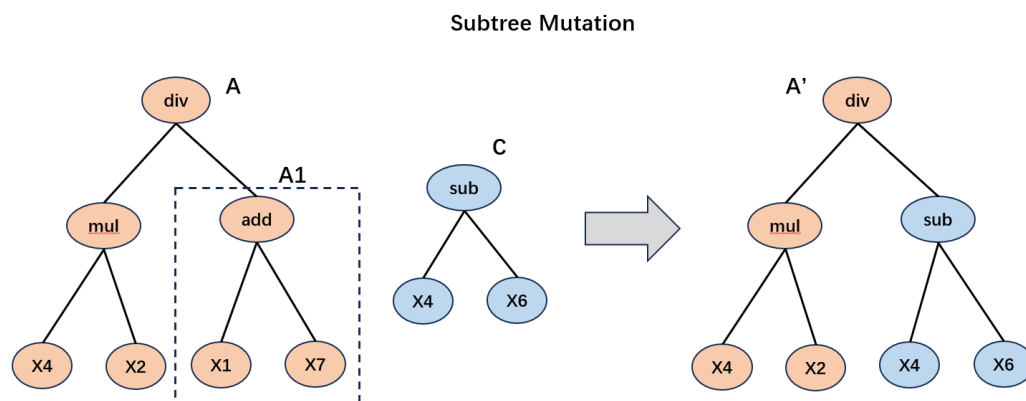 Subtree Mutation
A
div
A1
mul
add
X4
X2
X1
X7
C
sub
X4
X6
A’
div
mul
sub
X4
X2
X4
X6